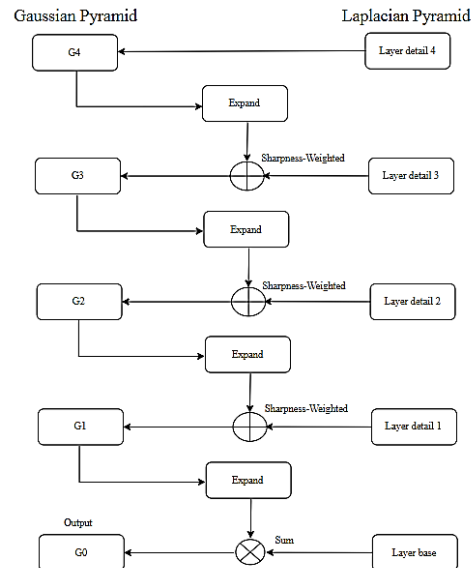 Gaussian Pyramid
Laplacian Pyramid
G4
Layer detail 4
Expand
Sharpness-Weighted
G3
Layer detail 3
Expand
Sharpness-Weighted
G2
Layer detail 2
Expand
Sharpness-Weighted
G1
Layer detail 1
Expand
Output
Sum
G0
Layer base